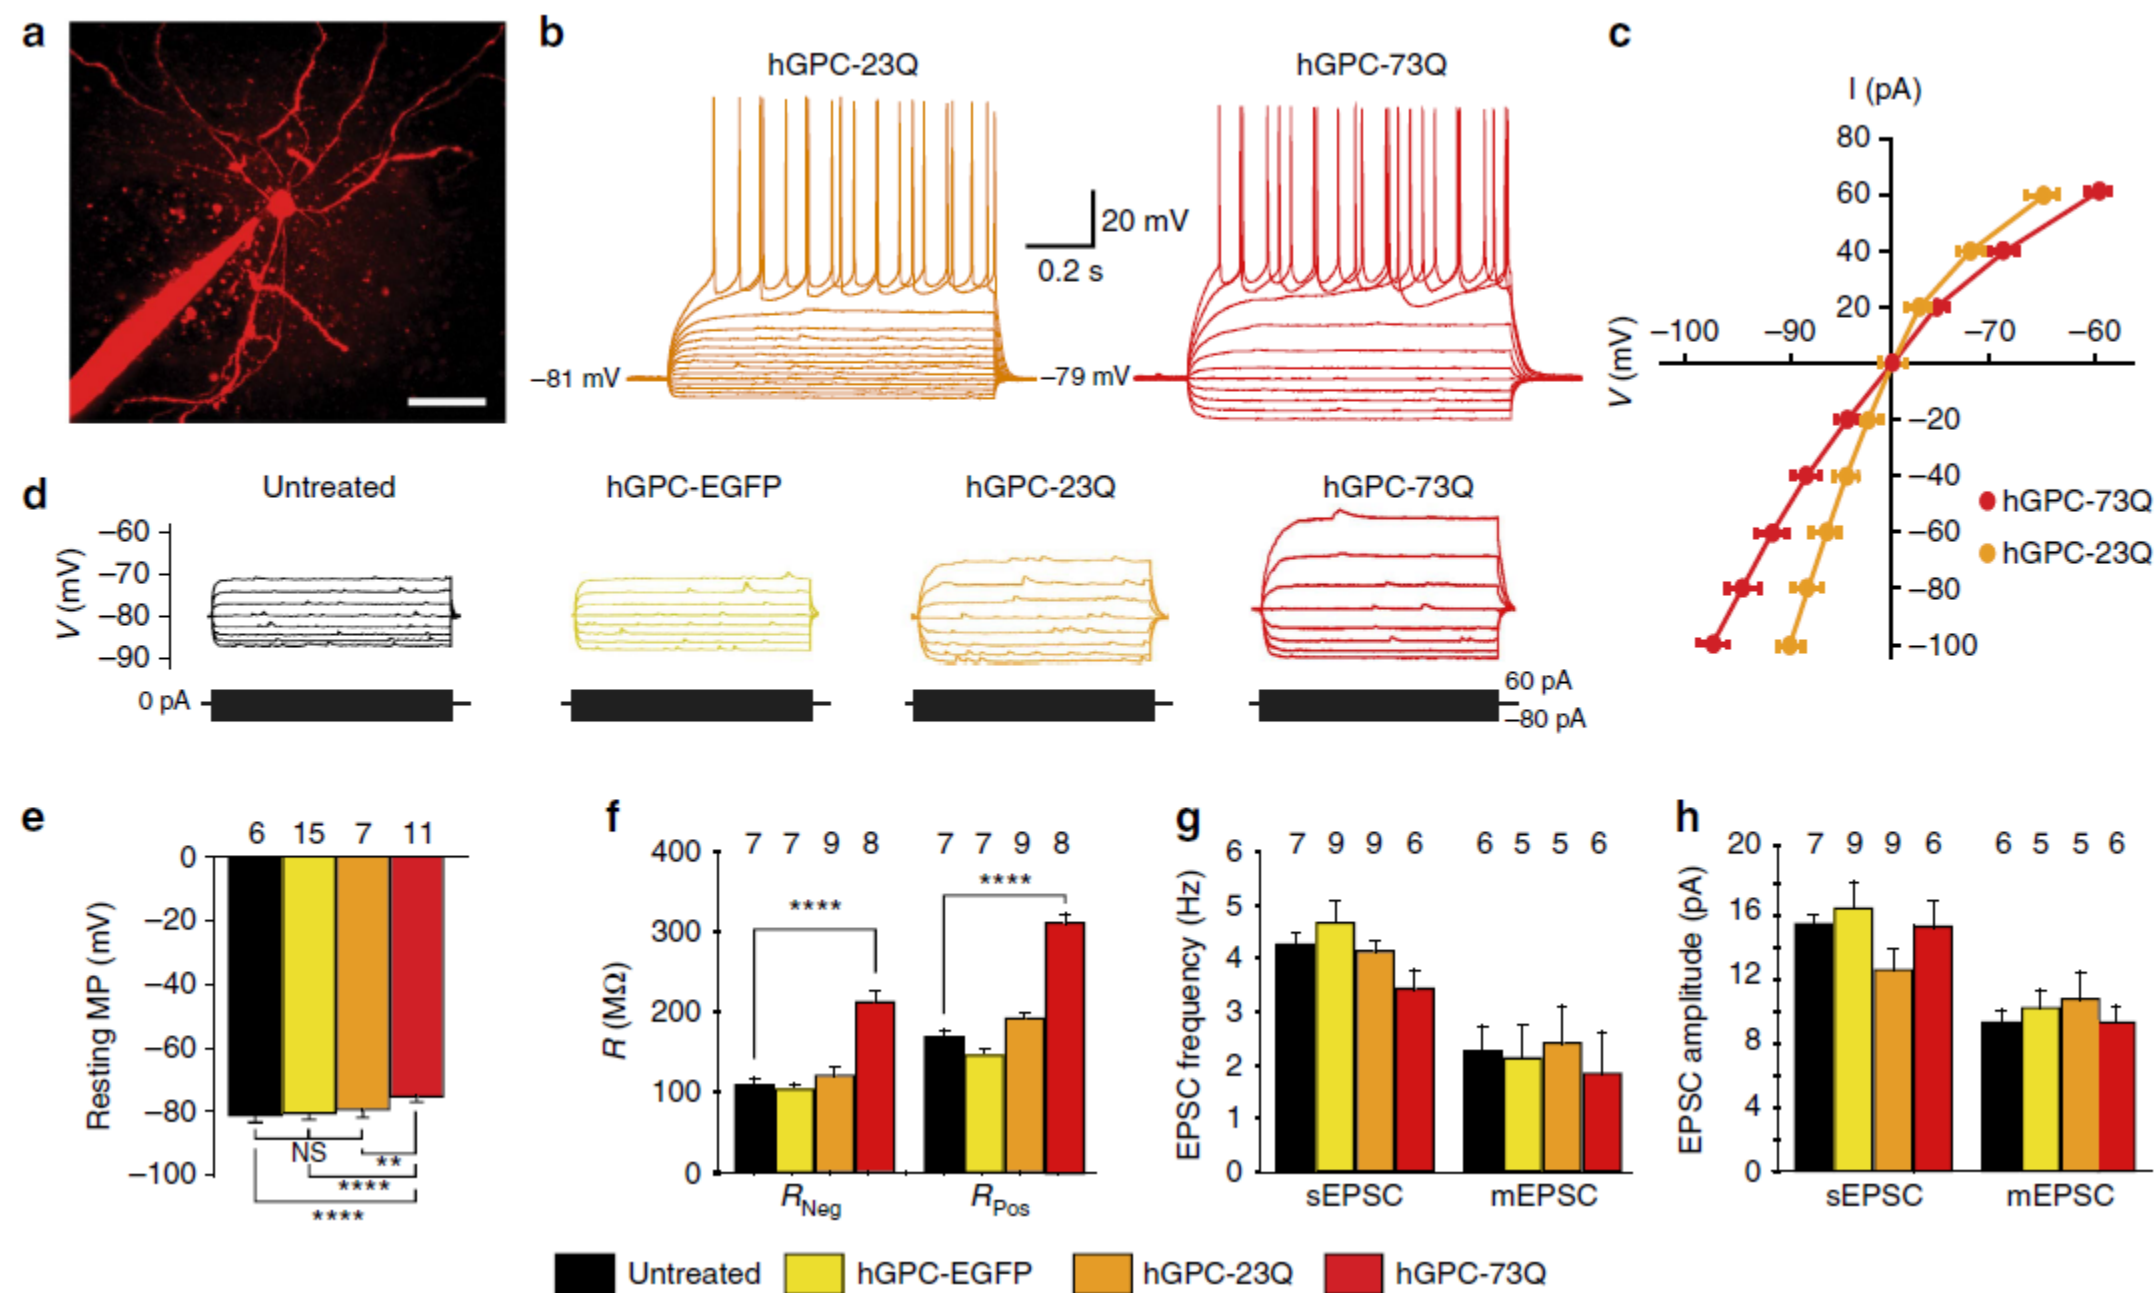 a
b
hGPC-23Q
hGPC-73Q
20 mV
0.2 s
–81 mV
–79 mV
c
I (pA)
80
60
40
20
–100 –90 –70 –60
V (mV)
–20
–40
–60
–80
–100
hGPC-73Q
hGPC-23Q
d
Untreated
hGPC-EGFP
hGPC-23Q
hGPC-73Q
V (mV)
–60
–70
–80
–90
0 pA
60 pA
–80 pA
e
6 15 7 11
Resting MP (mV)
0
–20
–40
–60
–80
–100
NS
**
****
****
f
7 7 9 8 7 7 9 8
R (MΩ)
400
300
200
100
0
****
****
RNeg
RPos
g
7 9 9 6 6 5 5 6
EPSC frequency (Hz)
6
5
4
3
2
1
0
sEPSC
mEPSC
h
7 9 9 6 6 5 5 6
EPSC amplitude (pA)
20
16
12
8
4
0
sEPSC
mEPSC
Untreated
hGPC-EGFP
hGPC-23Q
hGPC-73Q